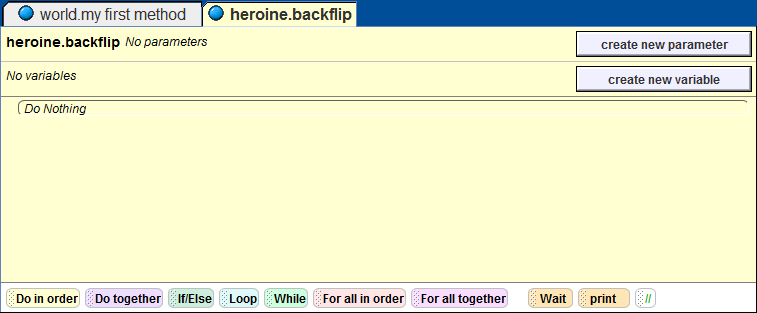 world.my first method heroine.backflip
heroine.backflip No parameters create new parameter
No variables create new variable
Do Nothing
Do in order Do together If/Else Loop While For all in order For all together Wait print //